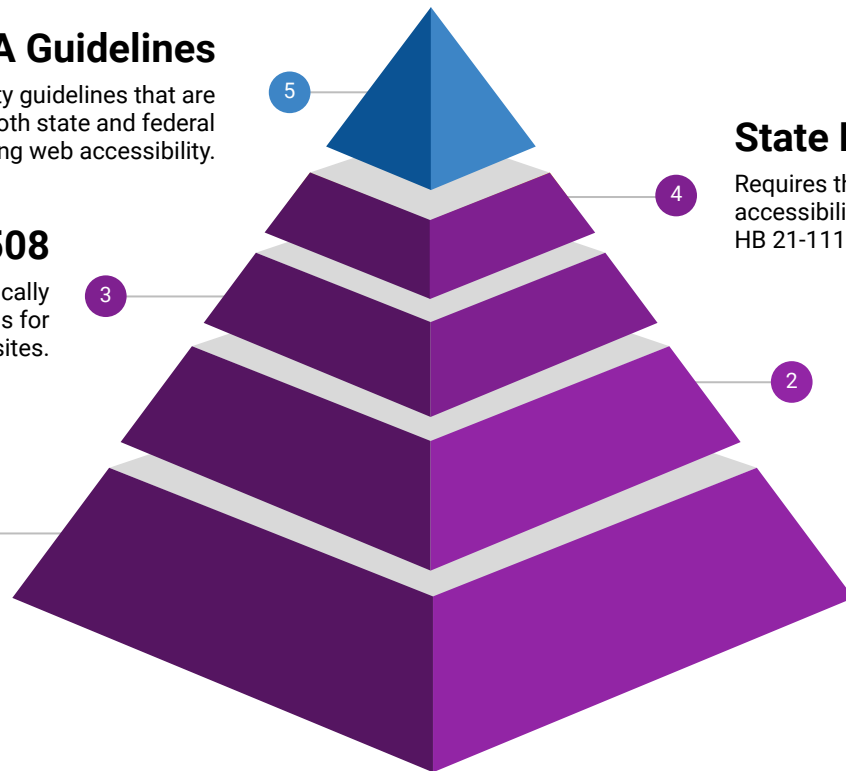 A Guidelines
ty guidelines that are
oth state and federal
ng web accessibility.
5
State
Requires th
accessibili
HB 21-111
4
508
cally
s for
sites.
3
2